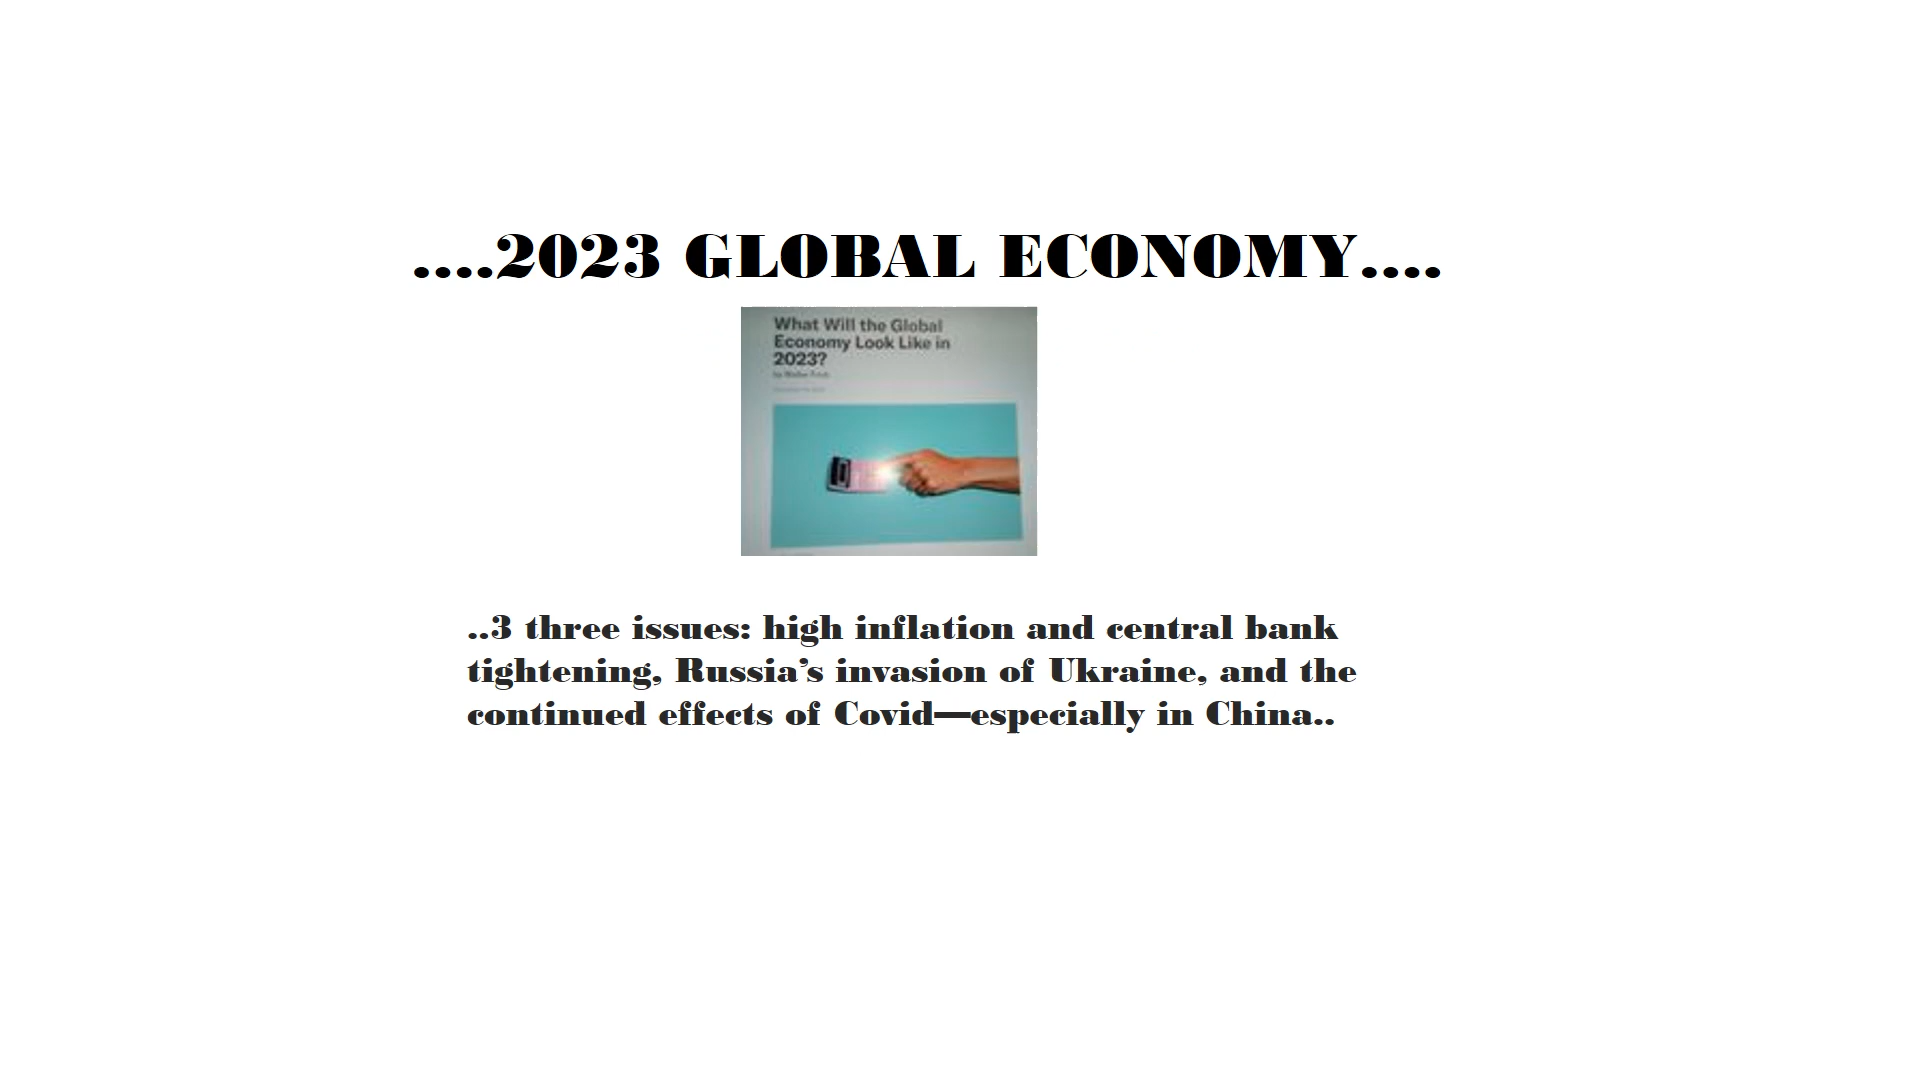 ....2023 GLOBAL ECONOMY....
What Will the Global
Economy Look Like in
2023?
..3 three issues: high inflation and central bank
tightening, Russia’s invasion of Ukraine, and the
continued effects of Covid—especially in China..